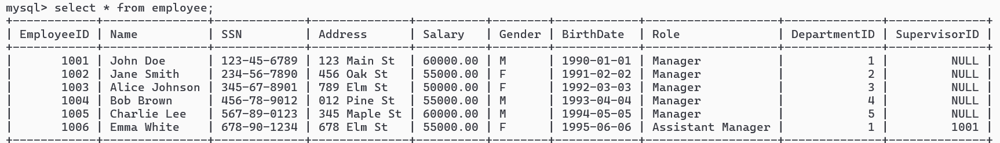 mysql> select * from employee;
+------------+---------------+-------------+--------------+----------+--------+------------+-------------------+--------------+--------------+
| EmployeeID | Name          | SSN         | Address      | Salary   | Gender | BirthDate  | Role              | DepartmentID | SupervisorID |
+------------+---------------+-------------+--------------+----------+--------+------------+-------------------+--------------+--------------+
|       1001 | John Doe      | 123-45-6789 | 123 Main St  | 60000.00 | M      | 1990-01-01 | Manager           |            1 |         NULL |
|       1002 | Jane Smith    | 234-56-7890 | 456 Oak St   | 55000.00 | F      | 1991-02-02 | Manager           |            2 |         NULL |
|       1003 | Alice Johnson | 345-67-8901 | 789 Elm St   | 50000.00 | F      | 1992-03-03 | Manager           |            3 |         NULL |
|       1004 | Bob Brown     | 456-78-9012 | 012 Pine St  | 55000.00 | M      | 1993-04-04 | Manager           |            4 |         NULL |
|       1005 | Charlie Lee   | 567-89-0123 | 345 Maple St | 60000.00 | M      | 1994-05-05 | Manager           |            5 |         NULL |
|       1006 | Emma White    | 678-90-1234 | 678 Elm St   | 55000.00 | F      | 1995-06-06 | Assistant Manager |            1 |         1001 |
+------------+---------------+-------------+--------------+----------+--------+------------+-------------------+--------------+--------------+